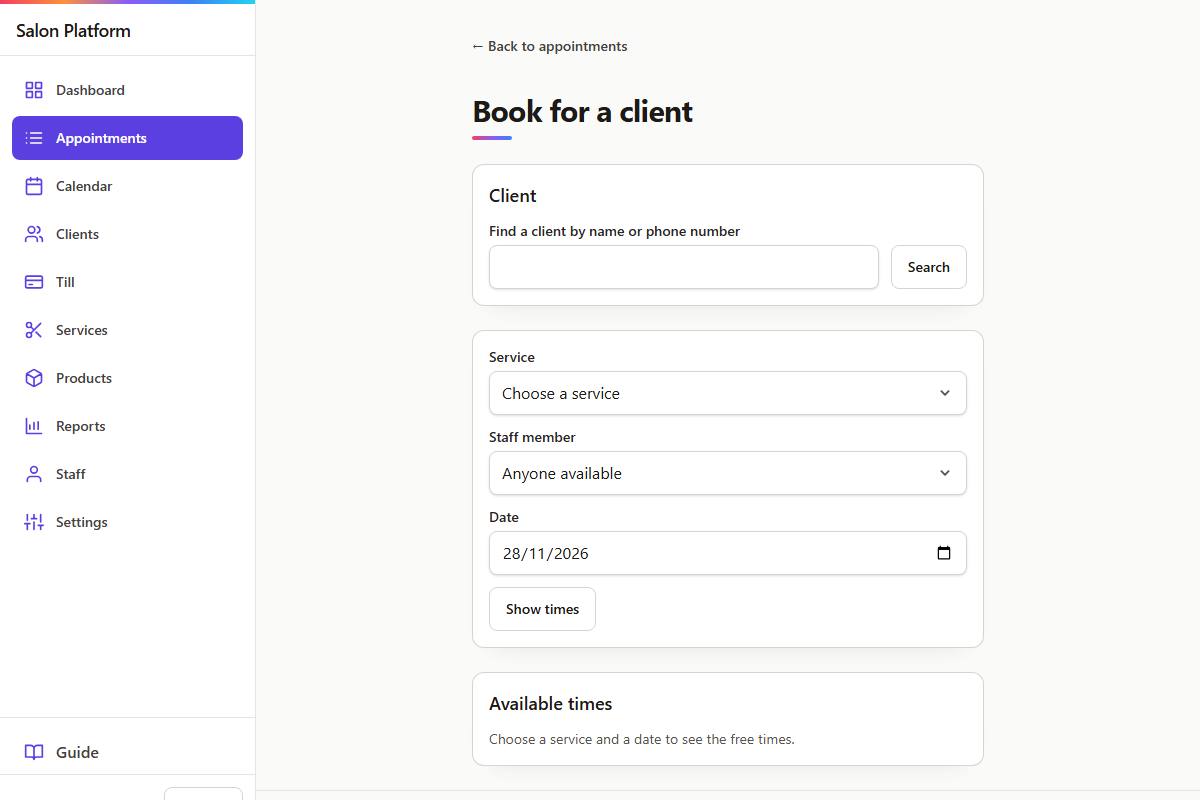 Salon Platform
Dashboard
Appointments
Calendar
Clients
Till
Services
Products
Reports
Staff
Settings
Guide
← Back to appointments
Book for a client
Client
Find a client by name or phone number
Search
Service
Choose a service
Staff member
Anyone available
Date
28/11/2026
Show times
Available times
Choose a service and a date to see the free times.